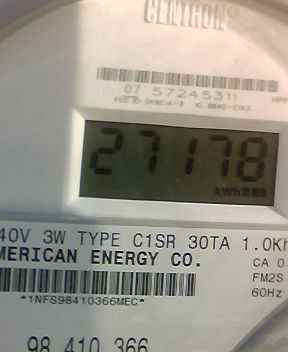 CENTRON®
07 57245311
27178
kWh
40V 3W TYPE C1SR 30TA 1.0Kh
MERICAN ENERGY CO.
CA 0.
FM2S
*1NFS98410366MEC*
60Hz
98 410 366